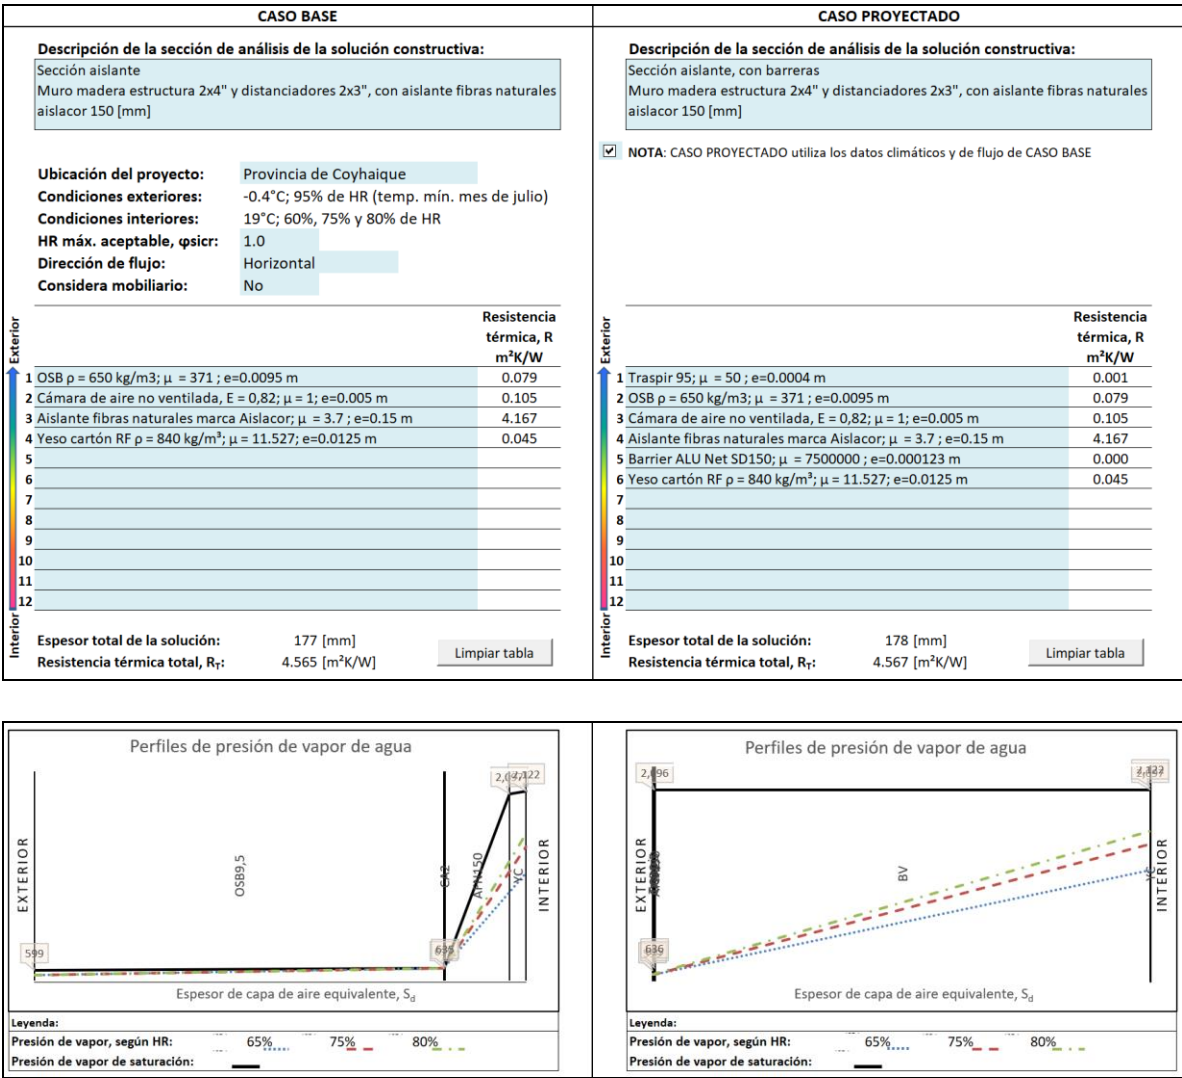 CASO BASE
Descripción de la sección de análisis de la solución constructiva:
Sección aislante
Muro madera estructura 2x4" y distanciadores 2x3", con aislante fibras naturales
aislacor 150 [mm]
Ubicación del proyecto: Provincia de Coyhaique
Condiciones exteriores: -0.4°C; 95% de HR (temp. mín. mes de julio)
Condiciones interiores: 19°C; 60%, 75% y 80% de HR
HR máx. aceptable, φsicr: 1.0
Dirección de flujo: Horizontal
Considera mobiliario: No
Exterior
Resistencia
térmica, R
m²K/W
1 OSB ρ = 650 kg/m3; μ = 371 ; e=0.0095 m 0.079
2 Cámara de aire no ventilada, E = 0,82; μ = 1; e=0.005 m 0.105
3 Aislante fibras naturales marca Aislacor; μ = 3.7 ; e=0.15 m 4.167
4 Yeso cartón RF ρ = 840 kg/m³; μ = 11.527; e=0.0125 m 0.045
5
6
7
8
9
10
11
12
Interior
Espesor total de la solución: 177 [mm]
Resistencia térmica total, RT: 4.565 [m²K/W]
Limpiar tabla
CASO PROYECTADO
Descripción de la sección de análisis de la solución constructiva:
Sección aislante, con barreras
Muro madera estructura 2x4" y distanciadores 2x3", con aislante fibras naturales
aislacor 150 [mm]
NOTA: CASO PROYECTADO utiliza los datos climáticos y de flujo de CASO BASE
Exterior
Resistencia
térmica, R
m²K/W
1 Traspir 95; μ = 50 ; e=0.0004 m 0.001
2 OSB ρ = 650 kg/m3; μ = 371 ; e=0.0095 m 0.079
3 Cámara de aire no ventilada, E = 0,82; μ = 1; e=0.005 m 0.105
4 Aislante fibras naturales marca Aislacor; μ = 3.7 ; e=0.15 m 4.167
5 Barrier ALU Net SD150; μ = 7500000 ; e=0.000123 m 0.000
6 Yeso cartón RF ρ = 840 kg/m³; μ = 11.527; e=0.0125 m 0.045
7
8
9
10
11
12
Interior
Espesor total de la solución: 178 [mm]
Resistencia térmica total, RT: 4.567 [m²K/W]
Limpiar tabla
Perfiles de presión de vapor de agua
2,122
EXTERIOR
OSB9,5
YC
INTERIOR
599
Espesor de capa de aire equivalente, Sd
Leyenda:
Presión de vapor, según HR: 65% 75% 80%
Presión de vapor de saturación:
Perfiles de presión de vapor de agua
2,096
EXTERIOR
BV
YC
INTERIOR
636
Espesor de capa de aire equivalente, Sd
Leyenda:
Presión de vapor, según HR: 65% 75% 80%
Presión de vapor de saturación: